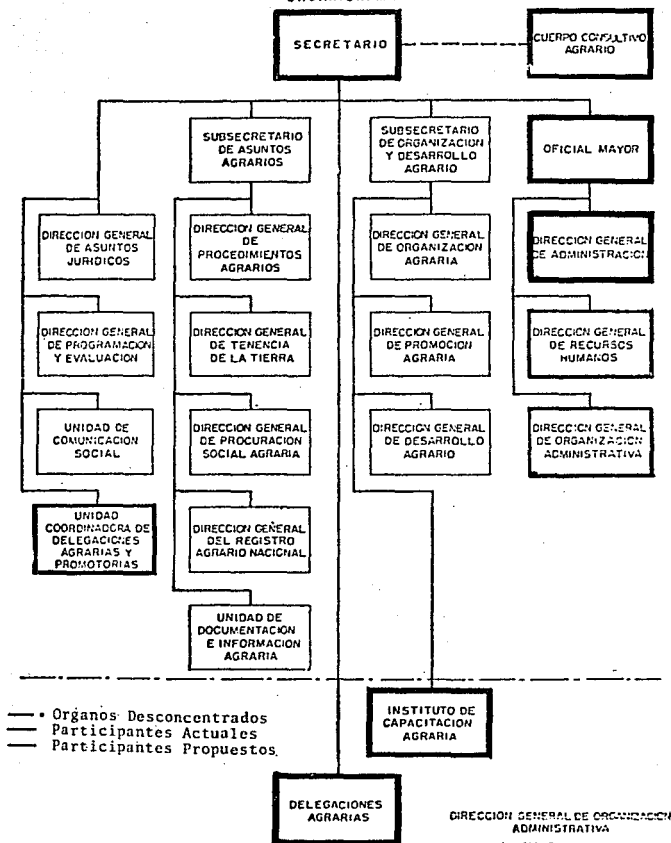 SECRETARIO
CUERPO CONSULTIVO
AGRARIO
SUBSECRETARIO
DE ASUNTOS
AGRARIOS
SUBSECRETARIO
DE ORGANIZACION
Y DESARROLLO
AGRARIO
OFICIAL MAYOR
DIRECCION GENERAL
DE ASUNTOS
JURIDICOS
DIRECCION GENERAL
DE
PROCEDIMIENTOS
AGRARIOS
DIRECCION GENERAL
DE ORGANIZACION
AGRARIA
DIRECCION GENERAL
DE ADMINISTRACION
DIRECCION GENERAL
DE PROGRAMACION
Y EVALUACION
DIRECCION GENERAL
DE TENENCIA
DE LA TIERRA
DIRECCION GENERAL
DE PROMOCION
AGRARIA
DIRECCION GENERAL
DE RECURSOS
HUMANOS
UNIDAD DE
COMUNICACION
SOCIAL
DIRECCION GENERAL
DE PROCURACION
SOCIAL AGRARIA
DIRECCION GENERAL
DE DESARROLLO
AGRARIO
DIRECCION GENERAL
DE ORGANIZACION
ADMINISTRATIVA
UNIDAD
COORDINADORA DE
DELEGACIONES
AGRARIAS Y
PROMOTORIAS
DIRECCION GENERAL
DEL REGISTRO
AGRARIO NACIONAL
UNIDAD DE
DOCUMENTACION
E INFORMACION
AGRARIA
INSTITUTO DE
CAPACITACION
AGRARIA
Organos Desconcentrados
Participantes Actuales
Participantes Propuestos
DELEGACIONES
AGRARIAS
DIRECCION GENERAL DE ORGANIZACION
ADMINISTRATIVA